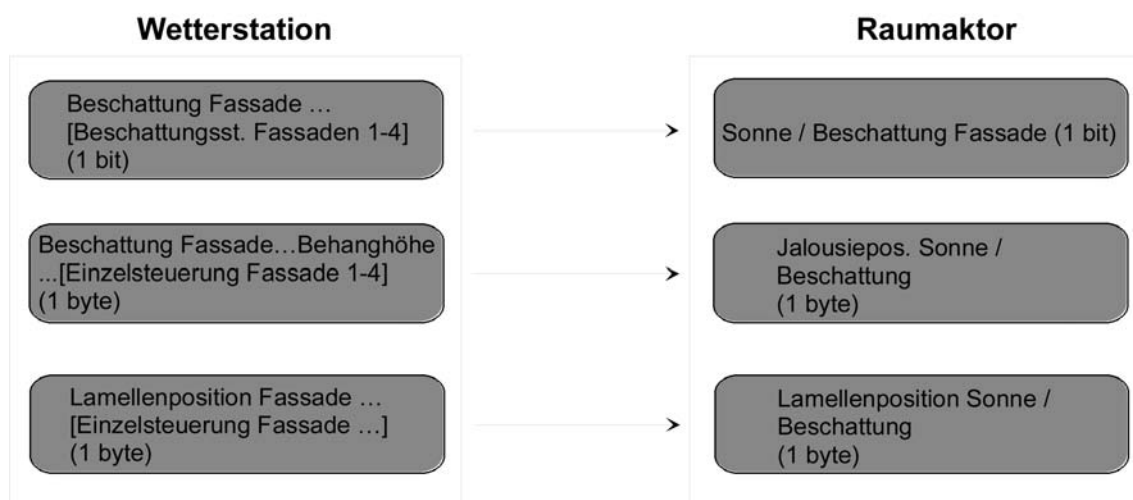 Wetterstation
Raumaktor
Beschattung Fassade …
[Beschattungsst. Fassaden 1-4]
(1 bit)
Sonne / Beschattung Fassade (1 bit)
Beschattung Fassade…Behanghöhe
...[Einzelsteuerung Fassade 1-4]
(1 byte)
Jalousiepos. Sonne /
Beschattung
(1 byte)
Lamellenposition Fassade …
[Einzelsteuerung Fassade …]
(1 byte)
Lamellenposition Sonne /
Beschattung
(1 byte)